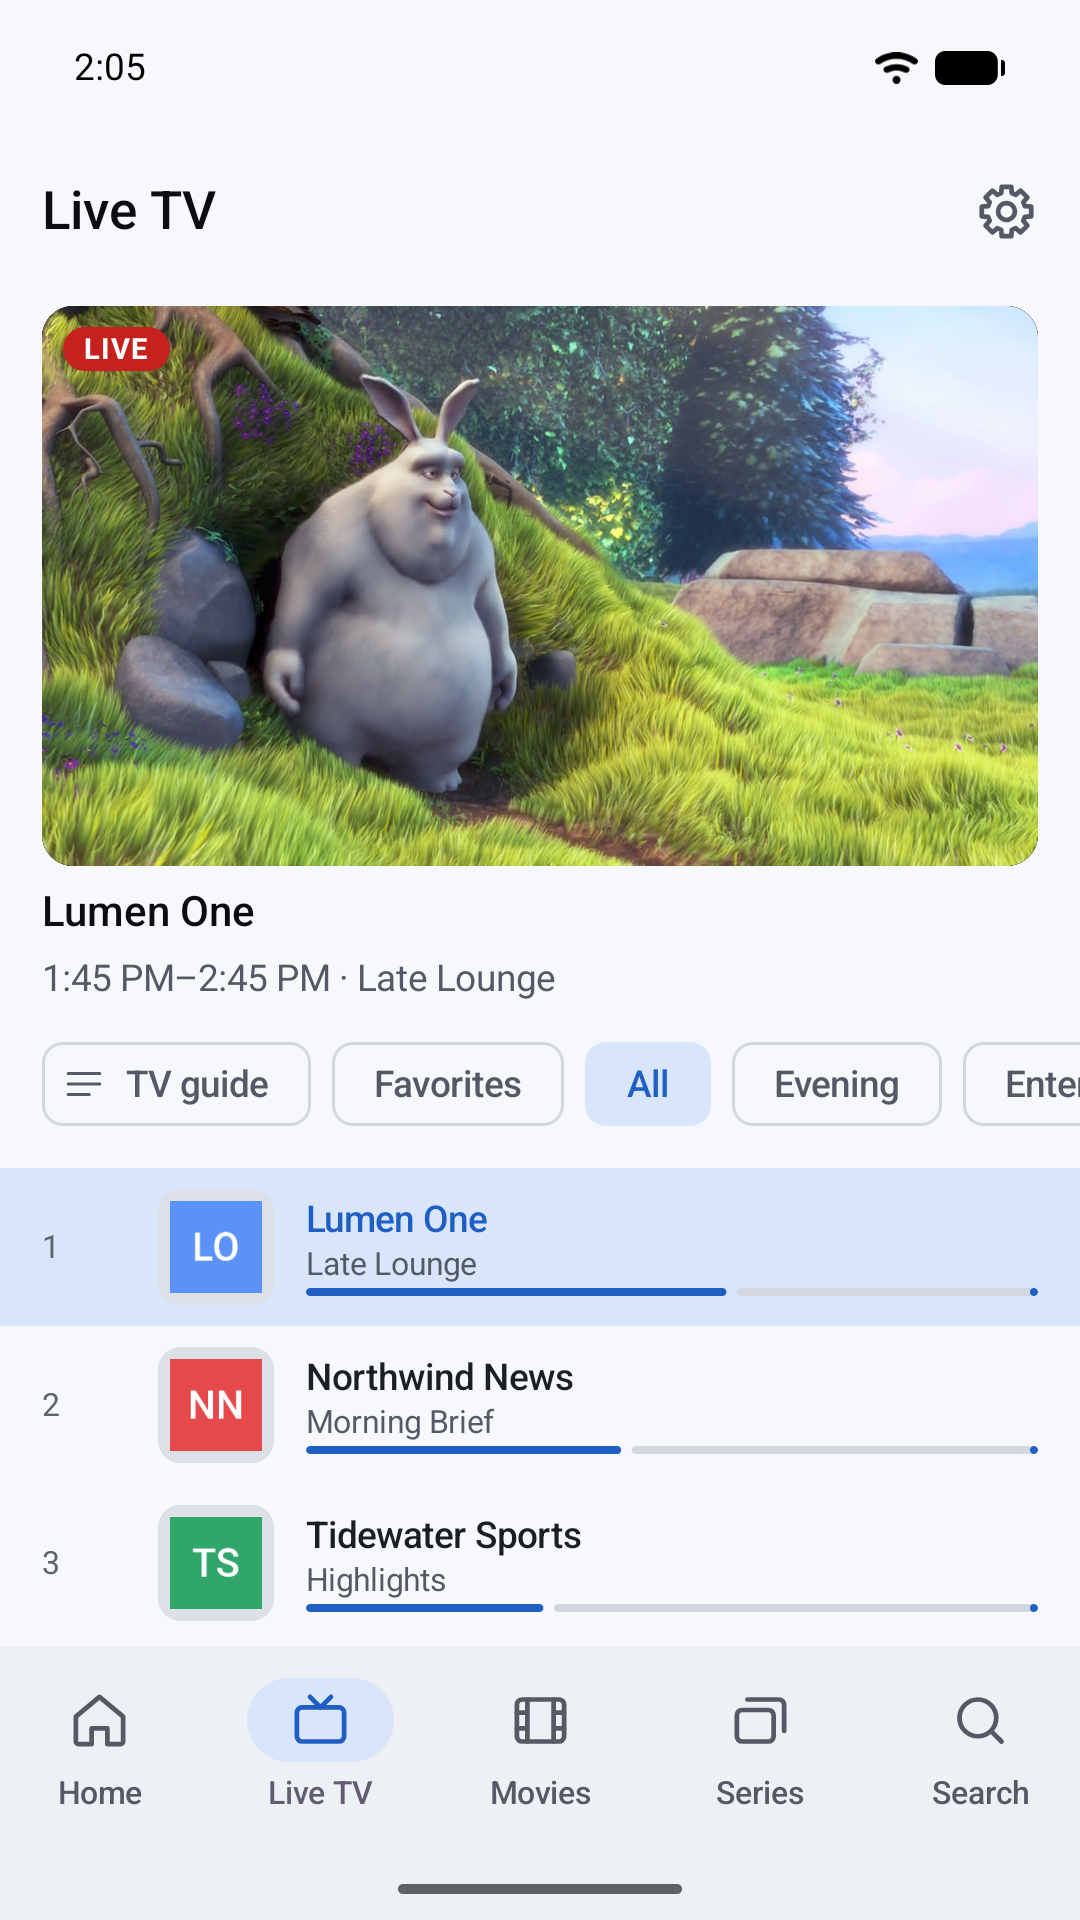 2:05
Live TV
LIVE
Lumen One
1:45 PM–2:45 PM · Late Lounge
TV guide
Favorites
All
Evening
Enter
1
LO
Lumen One
Late Lounge
2
NN
Northwind News
Morning Brief
3
TS
Tidewater Sports
Highlights
Home
Live TV
Movies
Series
Search